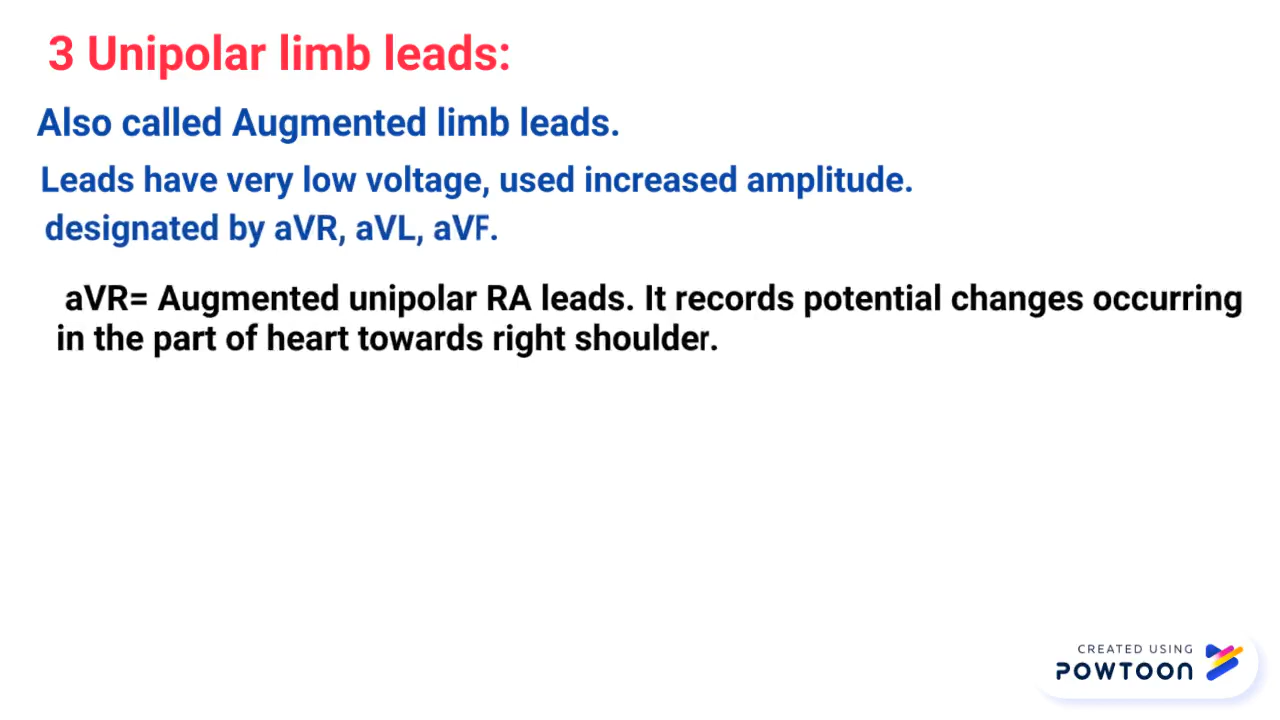 3 Unipolar limb leads:
Also called Augmented limb leads.
Leads have very low voltage, used increased amplitude.
designated by aVR, aVL, aVF.
aVR= Augmented unipolar RA leads. It records potential changes occurring
in the part of heart towards right shoulder.
CREATED USING
POWTOON